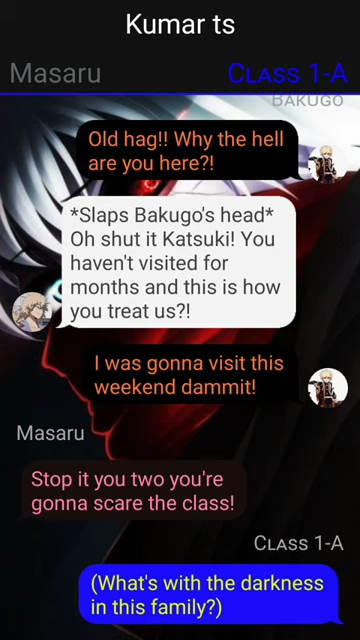 Kumar ts
Masaru
Class 1-A
Bakugo
Old hag!! Why the hell
are you here?!
*Slaps Bakugo's head*
Oh shut it Katsuki! You
haven't visited for
months and this is how
you treat us?!
I was gonna visit this
weekend dammit!
Masaru
Stop it you two you're
gonna scare the class!
Class 1-A
(What's with the darkness
in this family?)